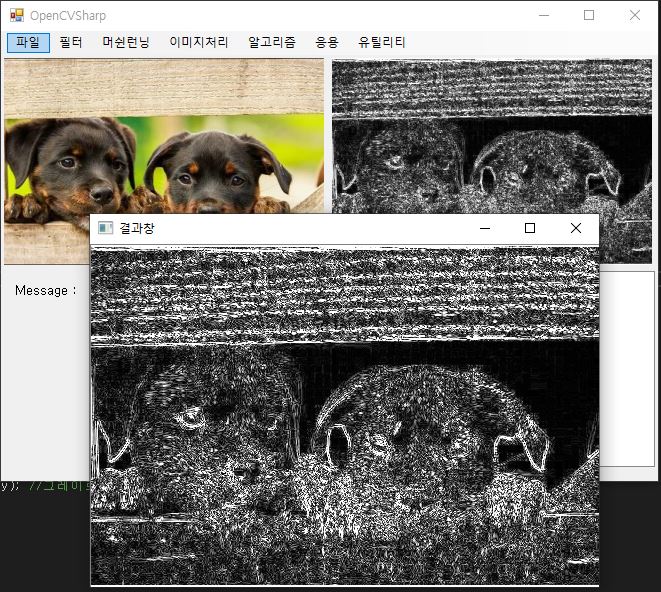 OpenCVSharp
파일 필터 머쉰런닝 이미지처리 알고리즘 응용 유틸리티
결과창
Message :
y); //그레이